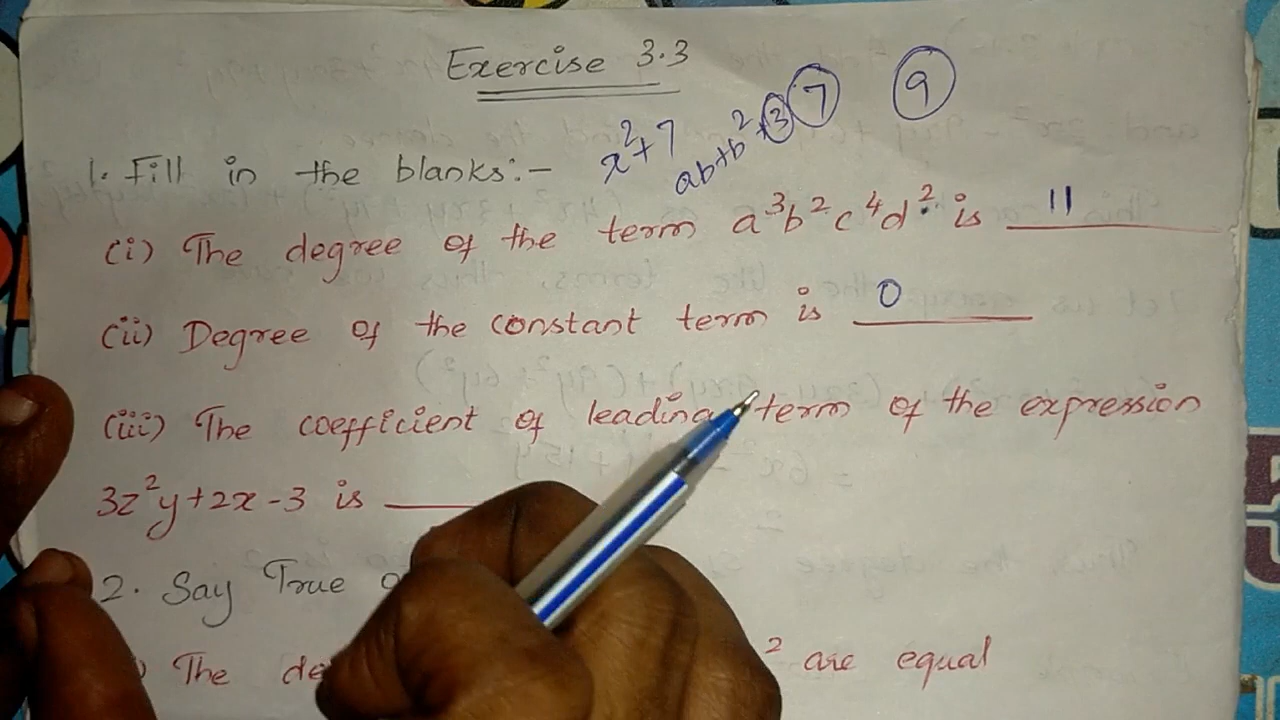 Exercise 3.3
x²+7 ab+b²+3 7 9
1. Fill in the blanks:-
(i) The degree of the term a³b²c⁴d² is 11
(ii) Degree of the constant term is 0
(iii) The coefficient of leading term of the expression
3z²y+2x-3 is
2. Say True
The ² are equal